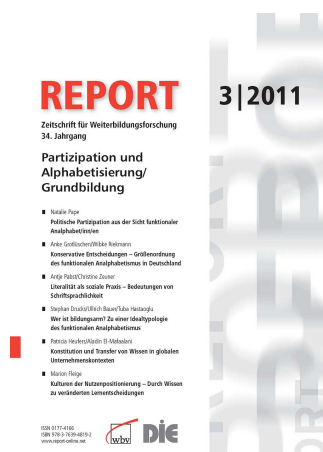 REPORT
3|2011
Zeitschrift für Weiterbildungsforschung
34. Jahrgang
Partizipation und
Alphabetisierung/
Grundbildung
Natalie Pape
Politische Partizipation aus der Sicht funktionaler
Analphabet/inn/en
Anke Grotlüschen/Wibke Riekmann
Konservative Entscheidungen – Größenordnung
des funktionalen Analphabetismus in Deutschland
Antje Pabst/Christine Zeuner
Literalität als soziale Praxis – Bedeutungen von
Schriftsprachlichkeit
Stephan Drucks/Ullrich Bauer/Tuba Hastaoglu
Wer ist bildungsarm? Zu einer Idealtypologie
des funktionalen Analphabetismus
Patricia Heufers/Aladin El-Mafaalani
Konstitution und Transfer von Wissen in globalen
Unternehmenskontexten
Marion Fleige
Kulturen der Nutzenpositionierung – Durch Wissen
zu veränderten Lernentscheidungen
ISSN 0177-4166
ISBN 978-3-7639-4819-2
www.report-online.net
wbv
DIE